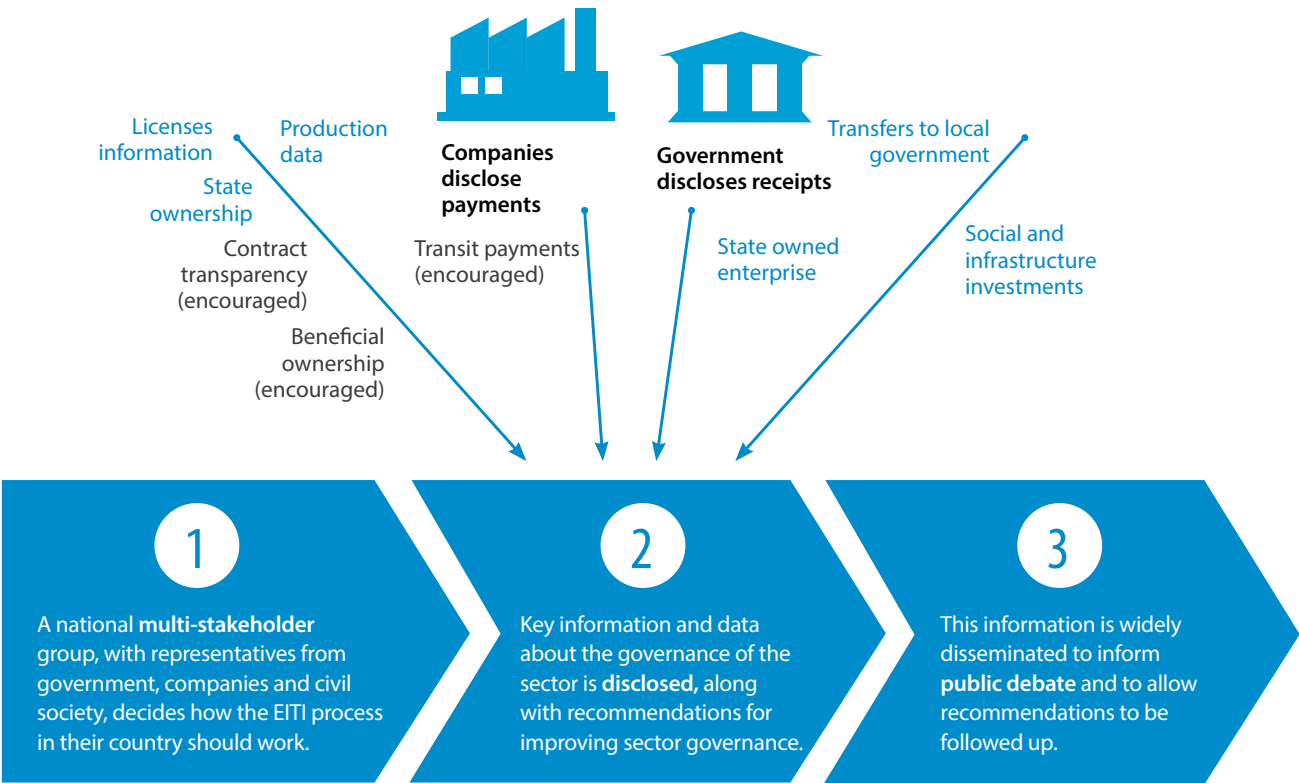 Licenses
information
Production
data
State
ownership
Contract
transparency
(encouraged)
Beneficial
ownership
(encouraged)
Companies
disclose
payments
Transit payments
(encouraged)
Government
discloses receipts
State owned
enterprise
Transfers to local
government
Social and
infrastructure
investments
1
A national multi-stakeholder
group, with representatives from
government, companies and civil
society, decides how the EITI process
in their country should work.
2
Key information and data
about the governance of the
sector is disclosed, along
with recommendations for
improving sector governance.
3
This information is widely
disseminated to inform
public debate and to allow
recommendations to be
followed up.